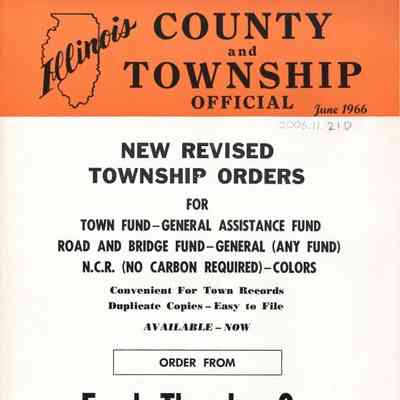 Illinois
COUNTY
and
TOWNSHIP
OFFICIAL
June 1966
2006.11.21D
NEW REVISED
TOWNSHIP ORDERS
FOR
TOWN FUND—GENERAL ASSISTANCE FUND
ROAD AND BRIDGE FUND—GENERAL (ANY FUND)
N.C.R. (NO CARBON REQUIRED)—COLORS
Convenient For Town Records
Duplicate Copies—Easy to File
AVAILABLE—NOW
ORDER FROM